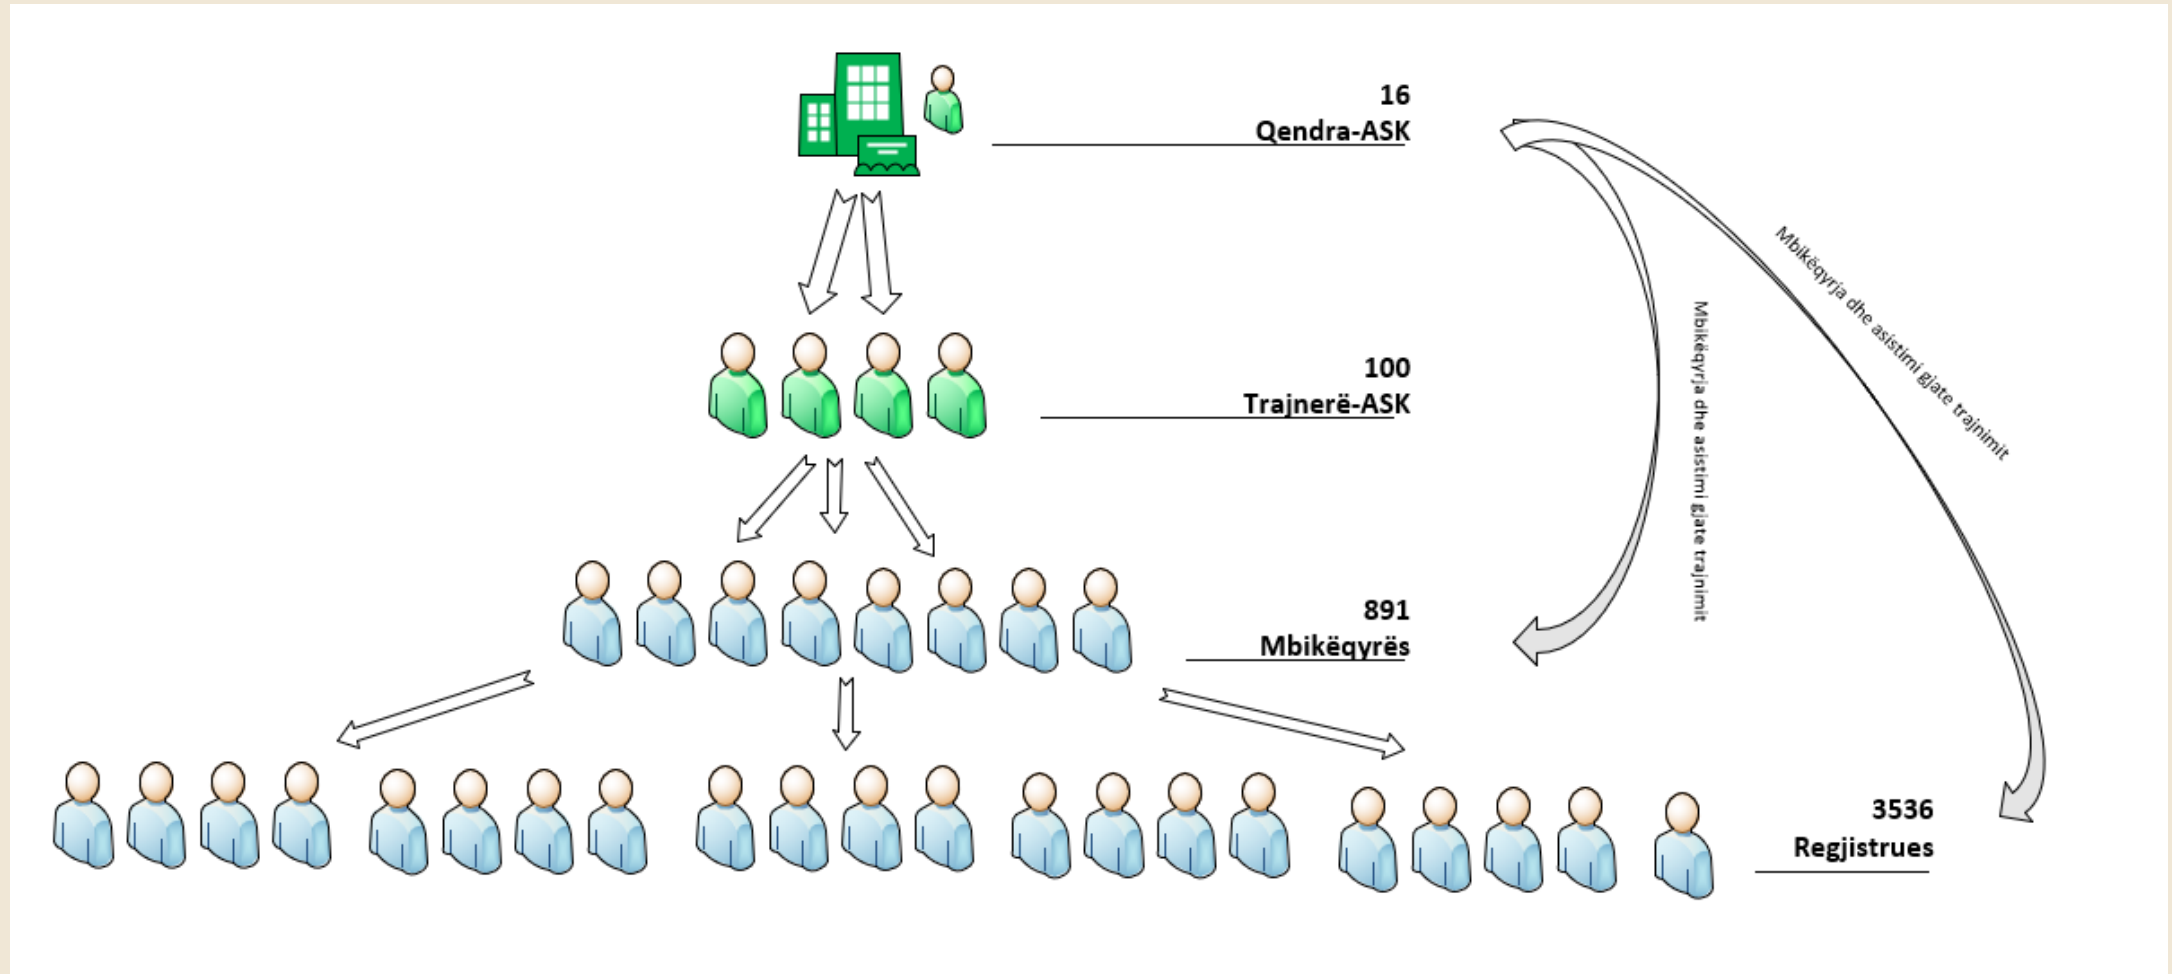 16
Qendra-ASK
Mbikëqyrja dhe asistimi gjate trajnimit
Mbikëqyrja dhe asistimi gjate trajnimit
100
Trajnerë-ASK
891
Mbikëqyrës
3536
Regjistrues